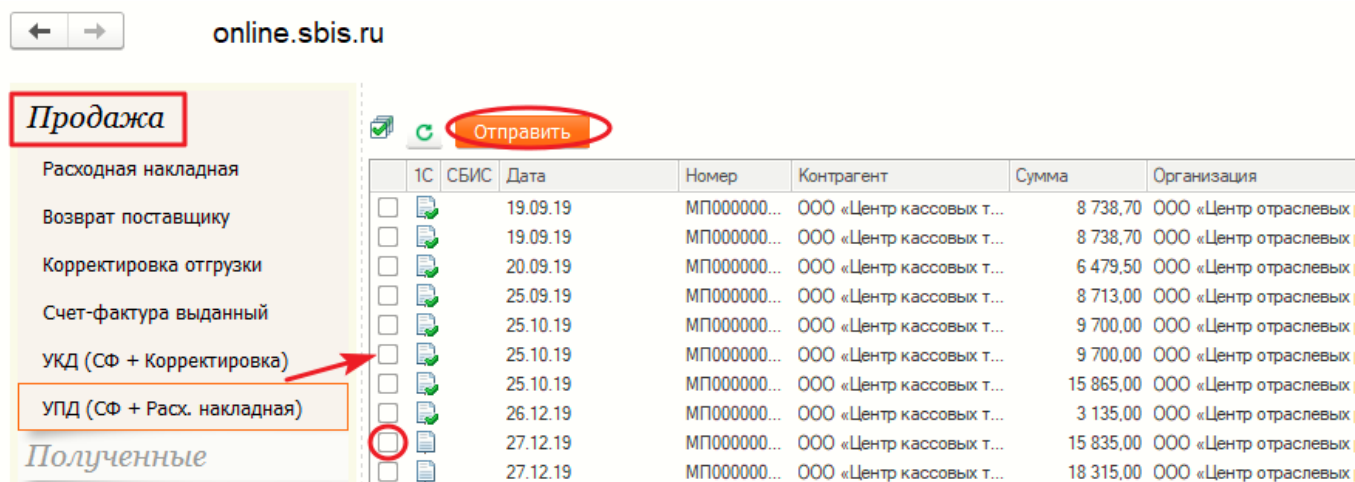 online.sbis.ru
Продажа
Расходная накладная
Возврат поставщику
Корректировка отгрузки
Счет-фактура выданный
УКД (СФ + Корректировка)
УПД (СФ + Расх. накладная)
Полученные
Отправить
1С СБИС Дата Номер Контрагент Сумма Организация
19.09.19 МП000000... ООО «Центр кассовых т... 8 738,70 ООО «Центр отраслевых
19.09.19 МП000000... ООО «Центр кассовых т... 8 738,70 ООО «Центр отраслевых
20.09.19 МП000000... ООО «Центр кассовых т... 6 479,50 ООО «Центр отраслевых
25.09.19 МП000000... ООО «Центр кассовых т... 8 713,00 ООО «Центр отраслевых
25.10.19 МП000000... ООО «Центр кассовых т... 9 700,00 ООО «Центр отраслевых
25.10.19 МП000000... ООО «Центр кассовых т... 9 700,00 ООО «Центр отраслевых
25.10.19 МП000000... ООО «Центр кассовых т... 15 865,00 ООО «Центр отраслевых
26.12.19 МП000000... ООО «Центр кассовых т... 3 135,00 ООО «Центр отраслевых
27.12.19 МП000000... ООО «Центр кассовых т... 15 835,00 ООО «Центр отраслевых
27.12.19 МП000000... ООО «Центр кассовых т... 18 315,00 ООО «Центр отраслевых